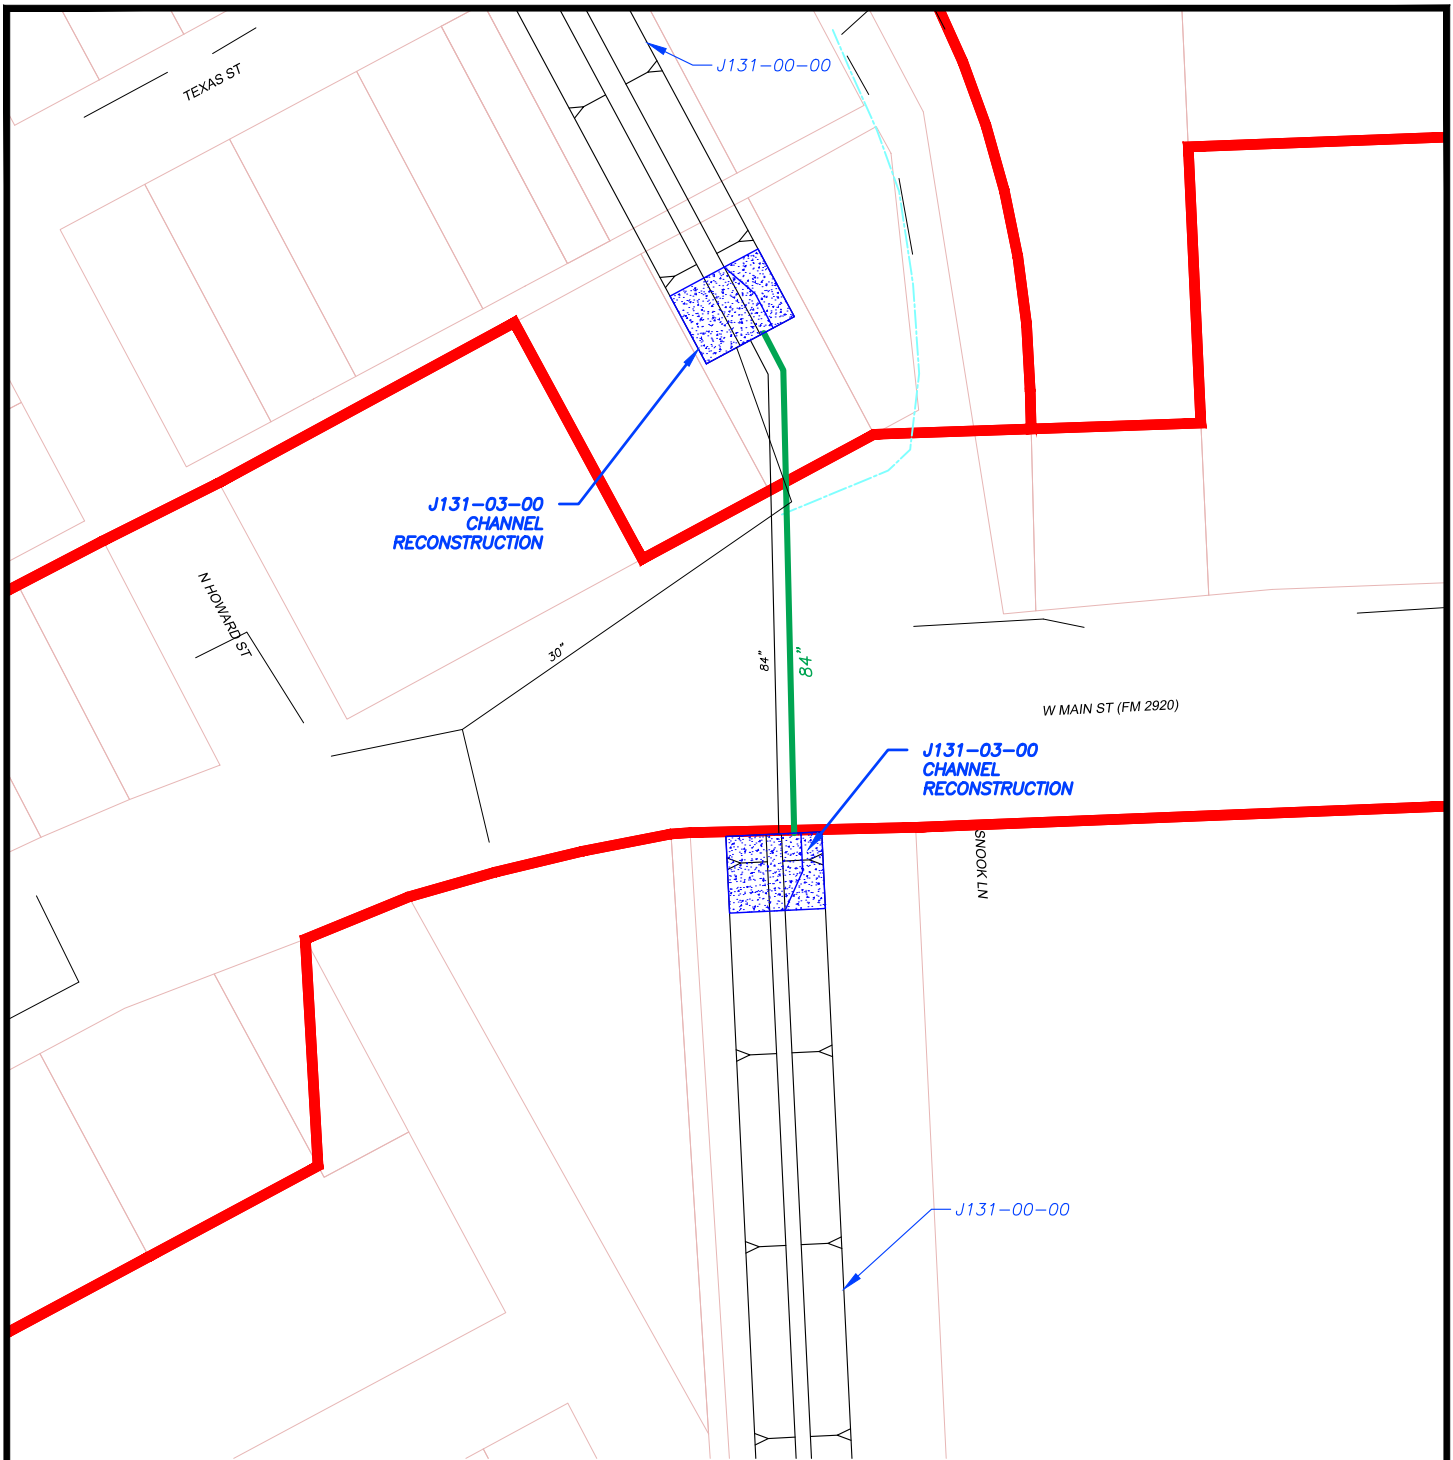 J131-00-00
TEXAS ST
J131-03-00
CHANNEL
RECONSTRUCTION
N HOWARD ST
30"
84"
84"
W MAIN ST (FM 2920)
J131-03-00
CHANNEL
RECONSTRUCTION
SNOOK LN
J131-00-00